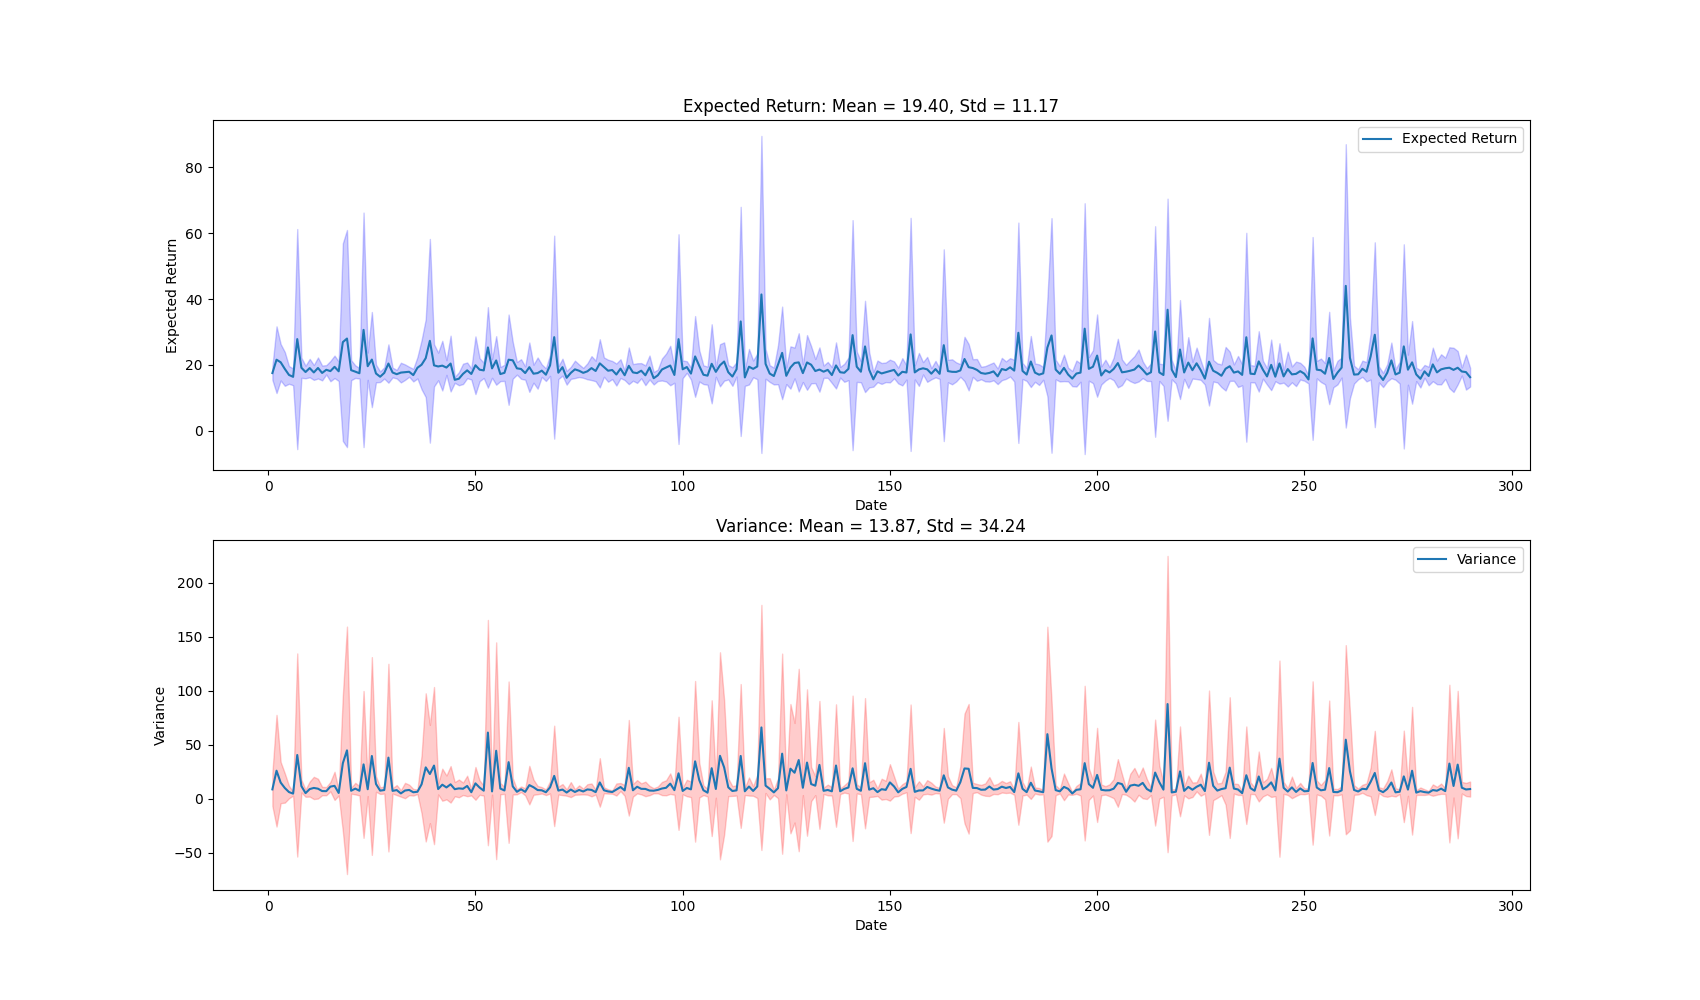 Expected Return: Mean = 19.40, Std = 11.17
Expected Return
80
60
40
20
0
Expected Return
0 50 100 150 200 250 300
Date
Variance: Mean = 13.87, Std = 34.24
Variance
200
150
100
50
0
−50
Variance
0 50 100 150 200 250 300
Date